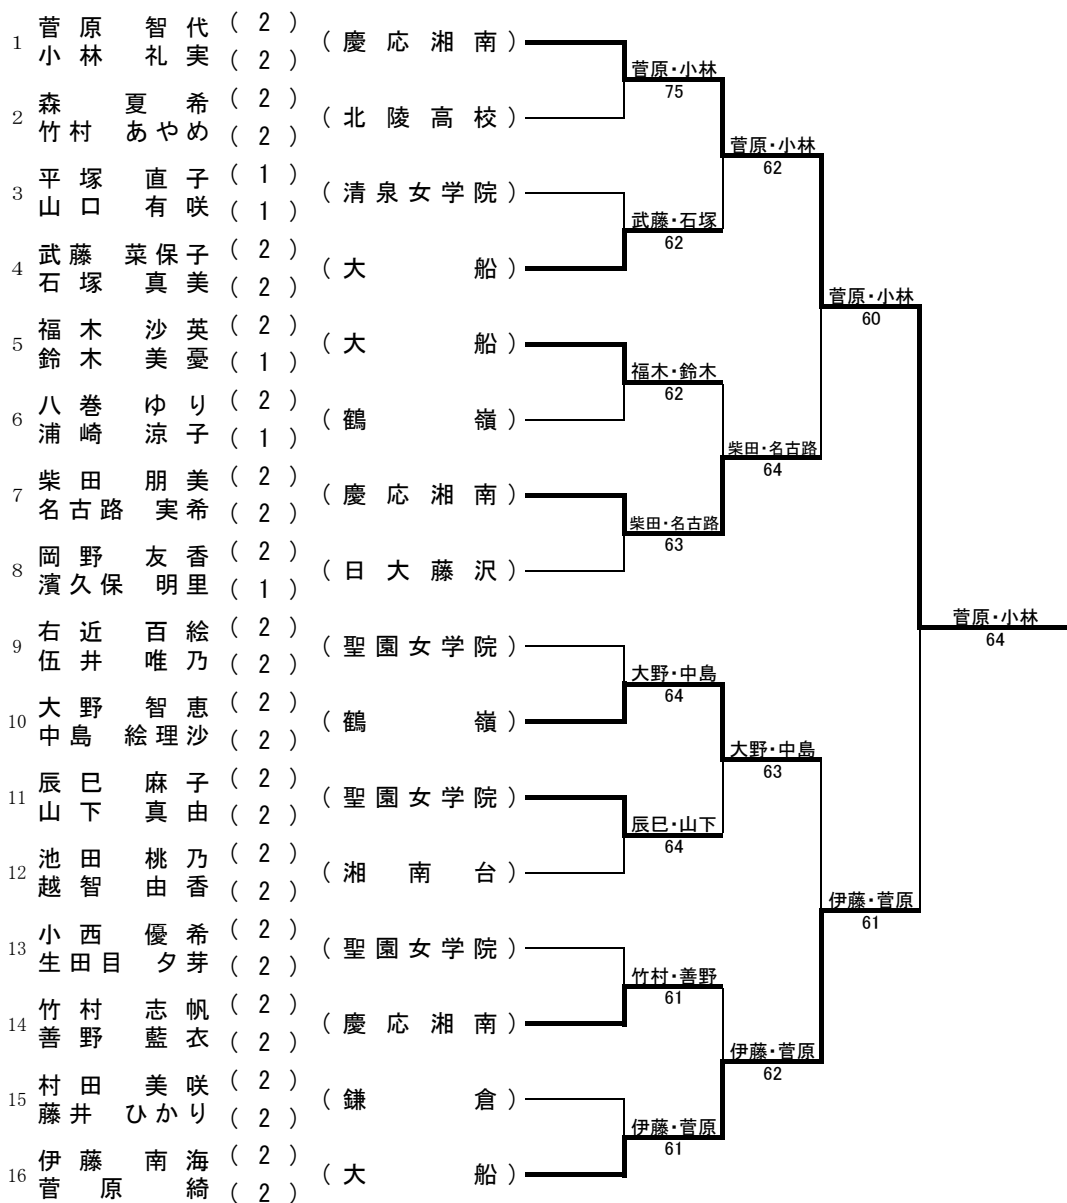 1 菅原 智代 (2) (慶応湘南)
小林 礼実 (2)
2 森 夏希 (2) (北陵高校)
竹村 あやめ (2)
3 平塚 直子 (1) (清泉女学院)
山口 有咲 (1)
4 武藤 菜保子 (2) (大船)
石塚 真美 (2)
5 福木 沙英 (2) (大船)
鈴木 美憂 (1)
6 八巻 ゆり (2) (鶴嶺)
浦崎 涼子 (1)
7 柴田 朋美 (2) (慶応湘南)
名古路 実希 (2)
8 岡野 友香 (2) (日大藤沢)
濱久保 明里 (1)
9 右近 百絵 (2) (聖園女学院)
伍井 唯乃 (2)
10 大野 智恵 (2) (鶴嶺)
中島 絵理沙 (2)
11 辰巳 麻子 (2) (聖園女学院)
山下 真由 (2)
12 池田 桃乃 (2) (湘南台)
越智 由香 (2)
13 小西 優希 (2) (聖園女学院)
生田目 夕芽 (2)
14 竹村 志帆 (2) (慶応湘南)
善野 藍衣 (2)
15 村田 美咲 (2) (鎌倉)
藤井 ひかり (2)
16 伊藤 南海 (2) (大船)
菅原 綺 (2)
菅原・小林
75
武藤・石塚
62
福木・鈴木
62
柴田・名古路
63
大野・中島
64
辰巳・山下
64
竹村・善野
61
伊藤・菅原
61
菅原・小林
62
柴田・名古路
64
大野・中島
63
伊藤・菅原
62
菅原・小林
60
伊藤・菅原
61
菅原・小林
64